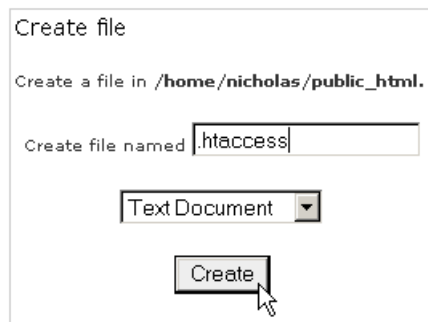 Create file
Create a file in /home/nicholas/public_html.
Create file named .htaccess
Text Document
Create